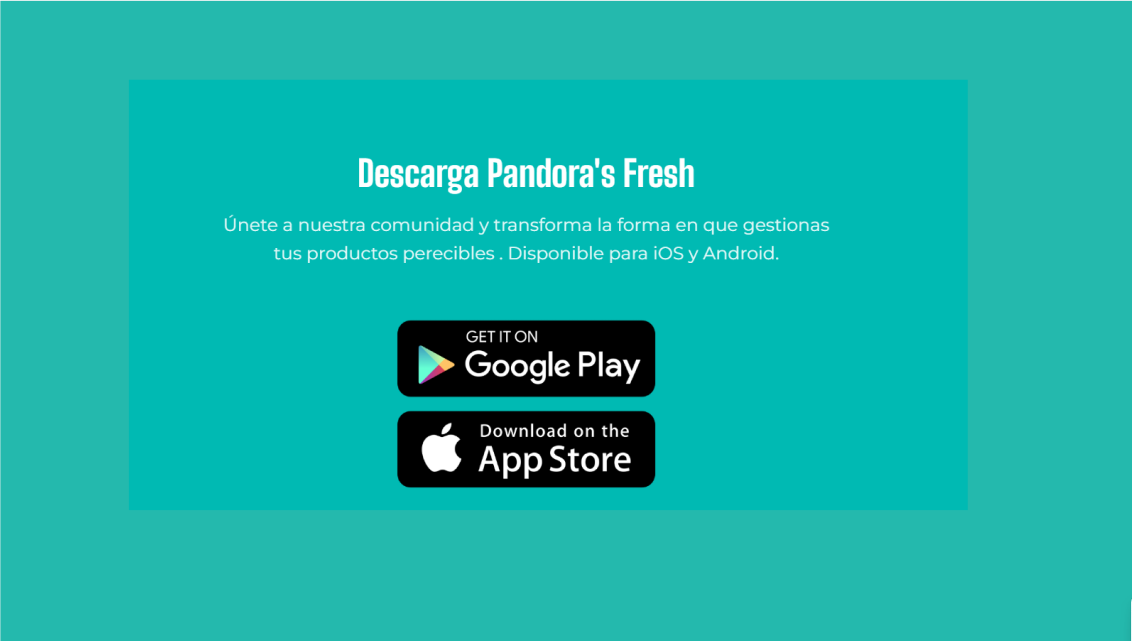 Descarga Pandora's Fresh
Únete a nuestra comunidad y transforma la forma en que gestionas
tus productos perecibles . Disponible para iOS y Android.
GET IT ON
Google Play
Download on the
App Store